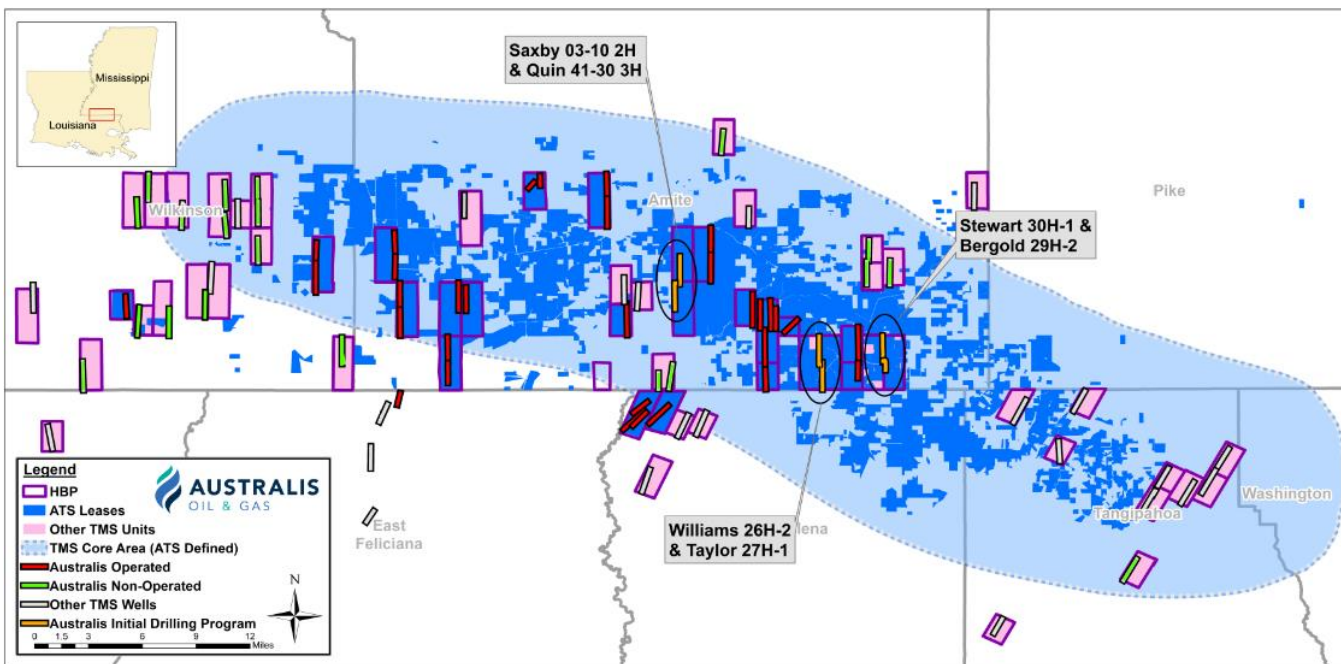 Mississippi
Louisiana
Saxby 03-10 2H
& Quin 41-30 3H
Amite
Pike
Wilkinson
Stewart 30H-1 &
Bergold 29H-2
Legend
HBP
ATS Leases
Other TMS Units
TMS Core Area (ATS Defined)
Australis Operated
Australis Non-Operated
Other TMS Wells
Australis Initial Drilling Program
AUSTRALIS
OIL & GAS
N
0 1.5 3 6 9 12
Miles
East
Feliciana
Williams 26H-2
& Taylor 27H-1
lena
Tangipahoa
Washington